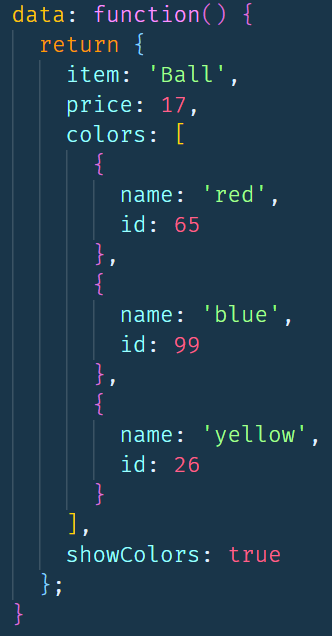 data: function() {
  return {
    item: 'Ball',
    price: 17,
    colors: [
      {
        name: 'red',
        id: 65
      },
      {
        name: 'blue',
        id: 99
      },
      {
        name: 'yellow',
        id: 26
      }
    ],
    showColors: true
  };
}